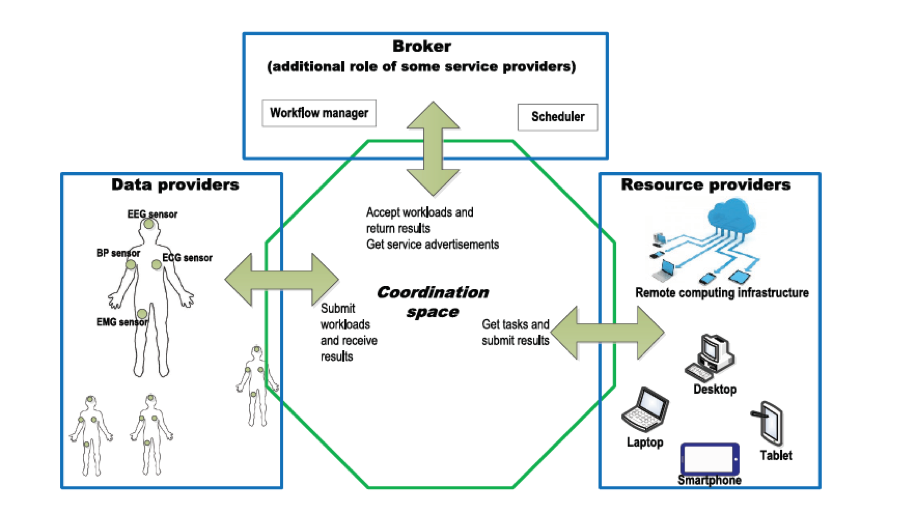 Broker
(additional role of some service providers)
Workflow manager
Scheduler
Data providers
EEG sensor
BP sensor
ECG sensor
EMG sensor
Accept workloads and
return results
Get service advertisements
Coordination
space
Submit
workloads
and receive
results
Get tasks and
submit results
Resource providers
Remote computing infrastructure
Desktop
Laptop
Tablet
Smartphone